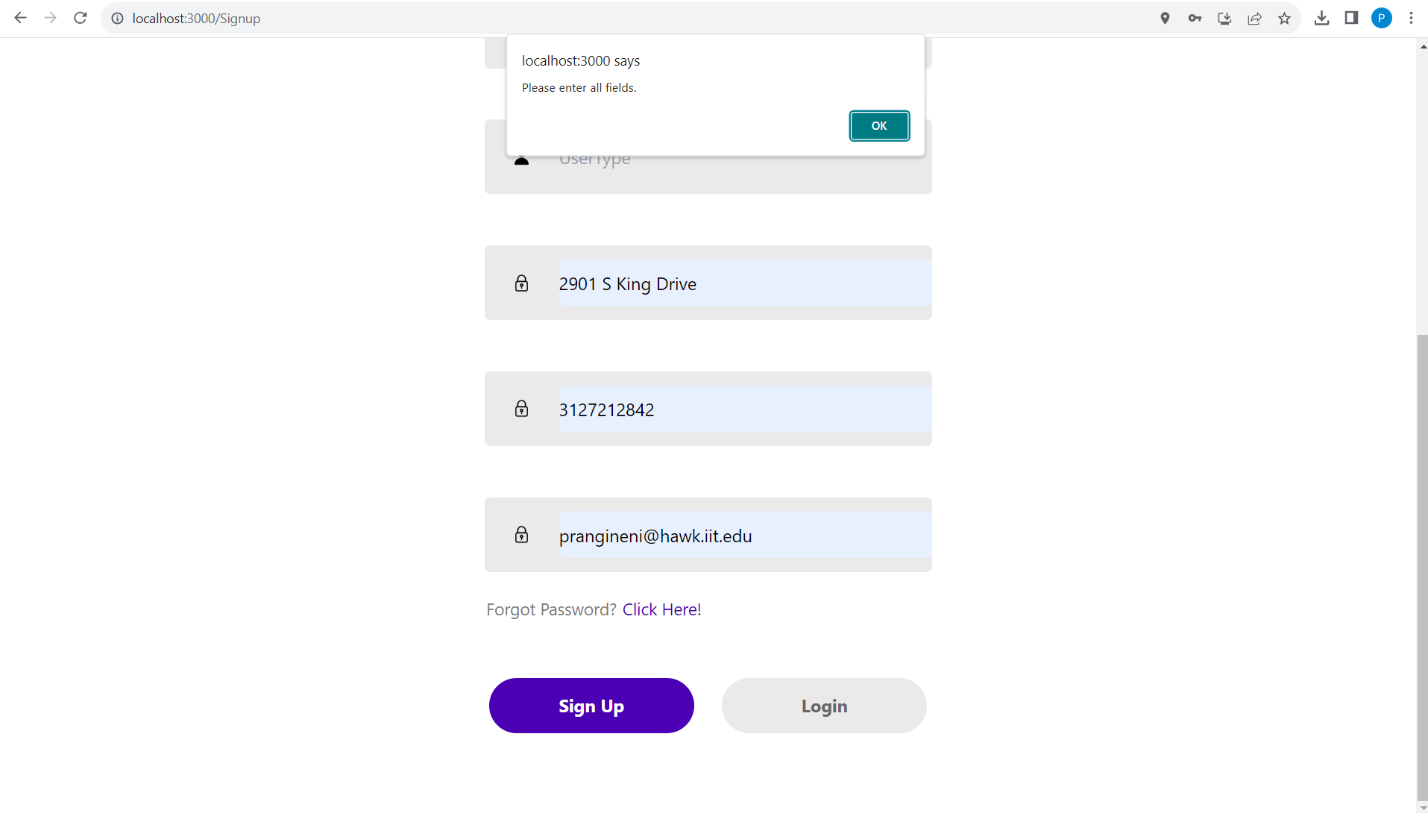 localhost:3000/Signup
P
localhost:3000 says
Please enter all fields.
OK
UserType
2901 S King Drive
3127212842
prangineni@hawk.iit.edu
Forgot Password? Click Here!
Sign Up
Login